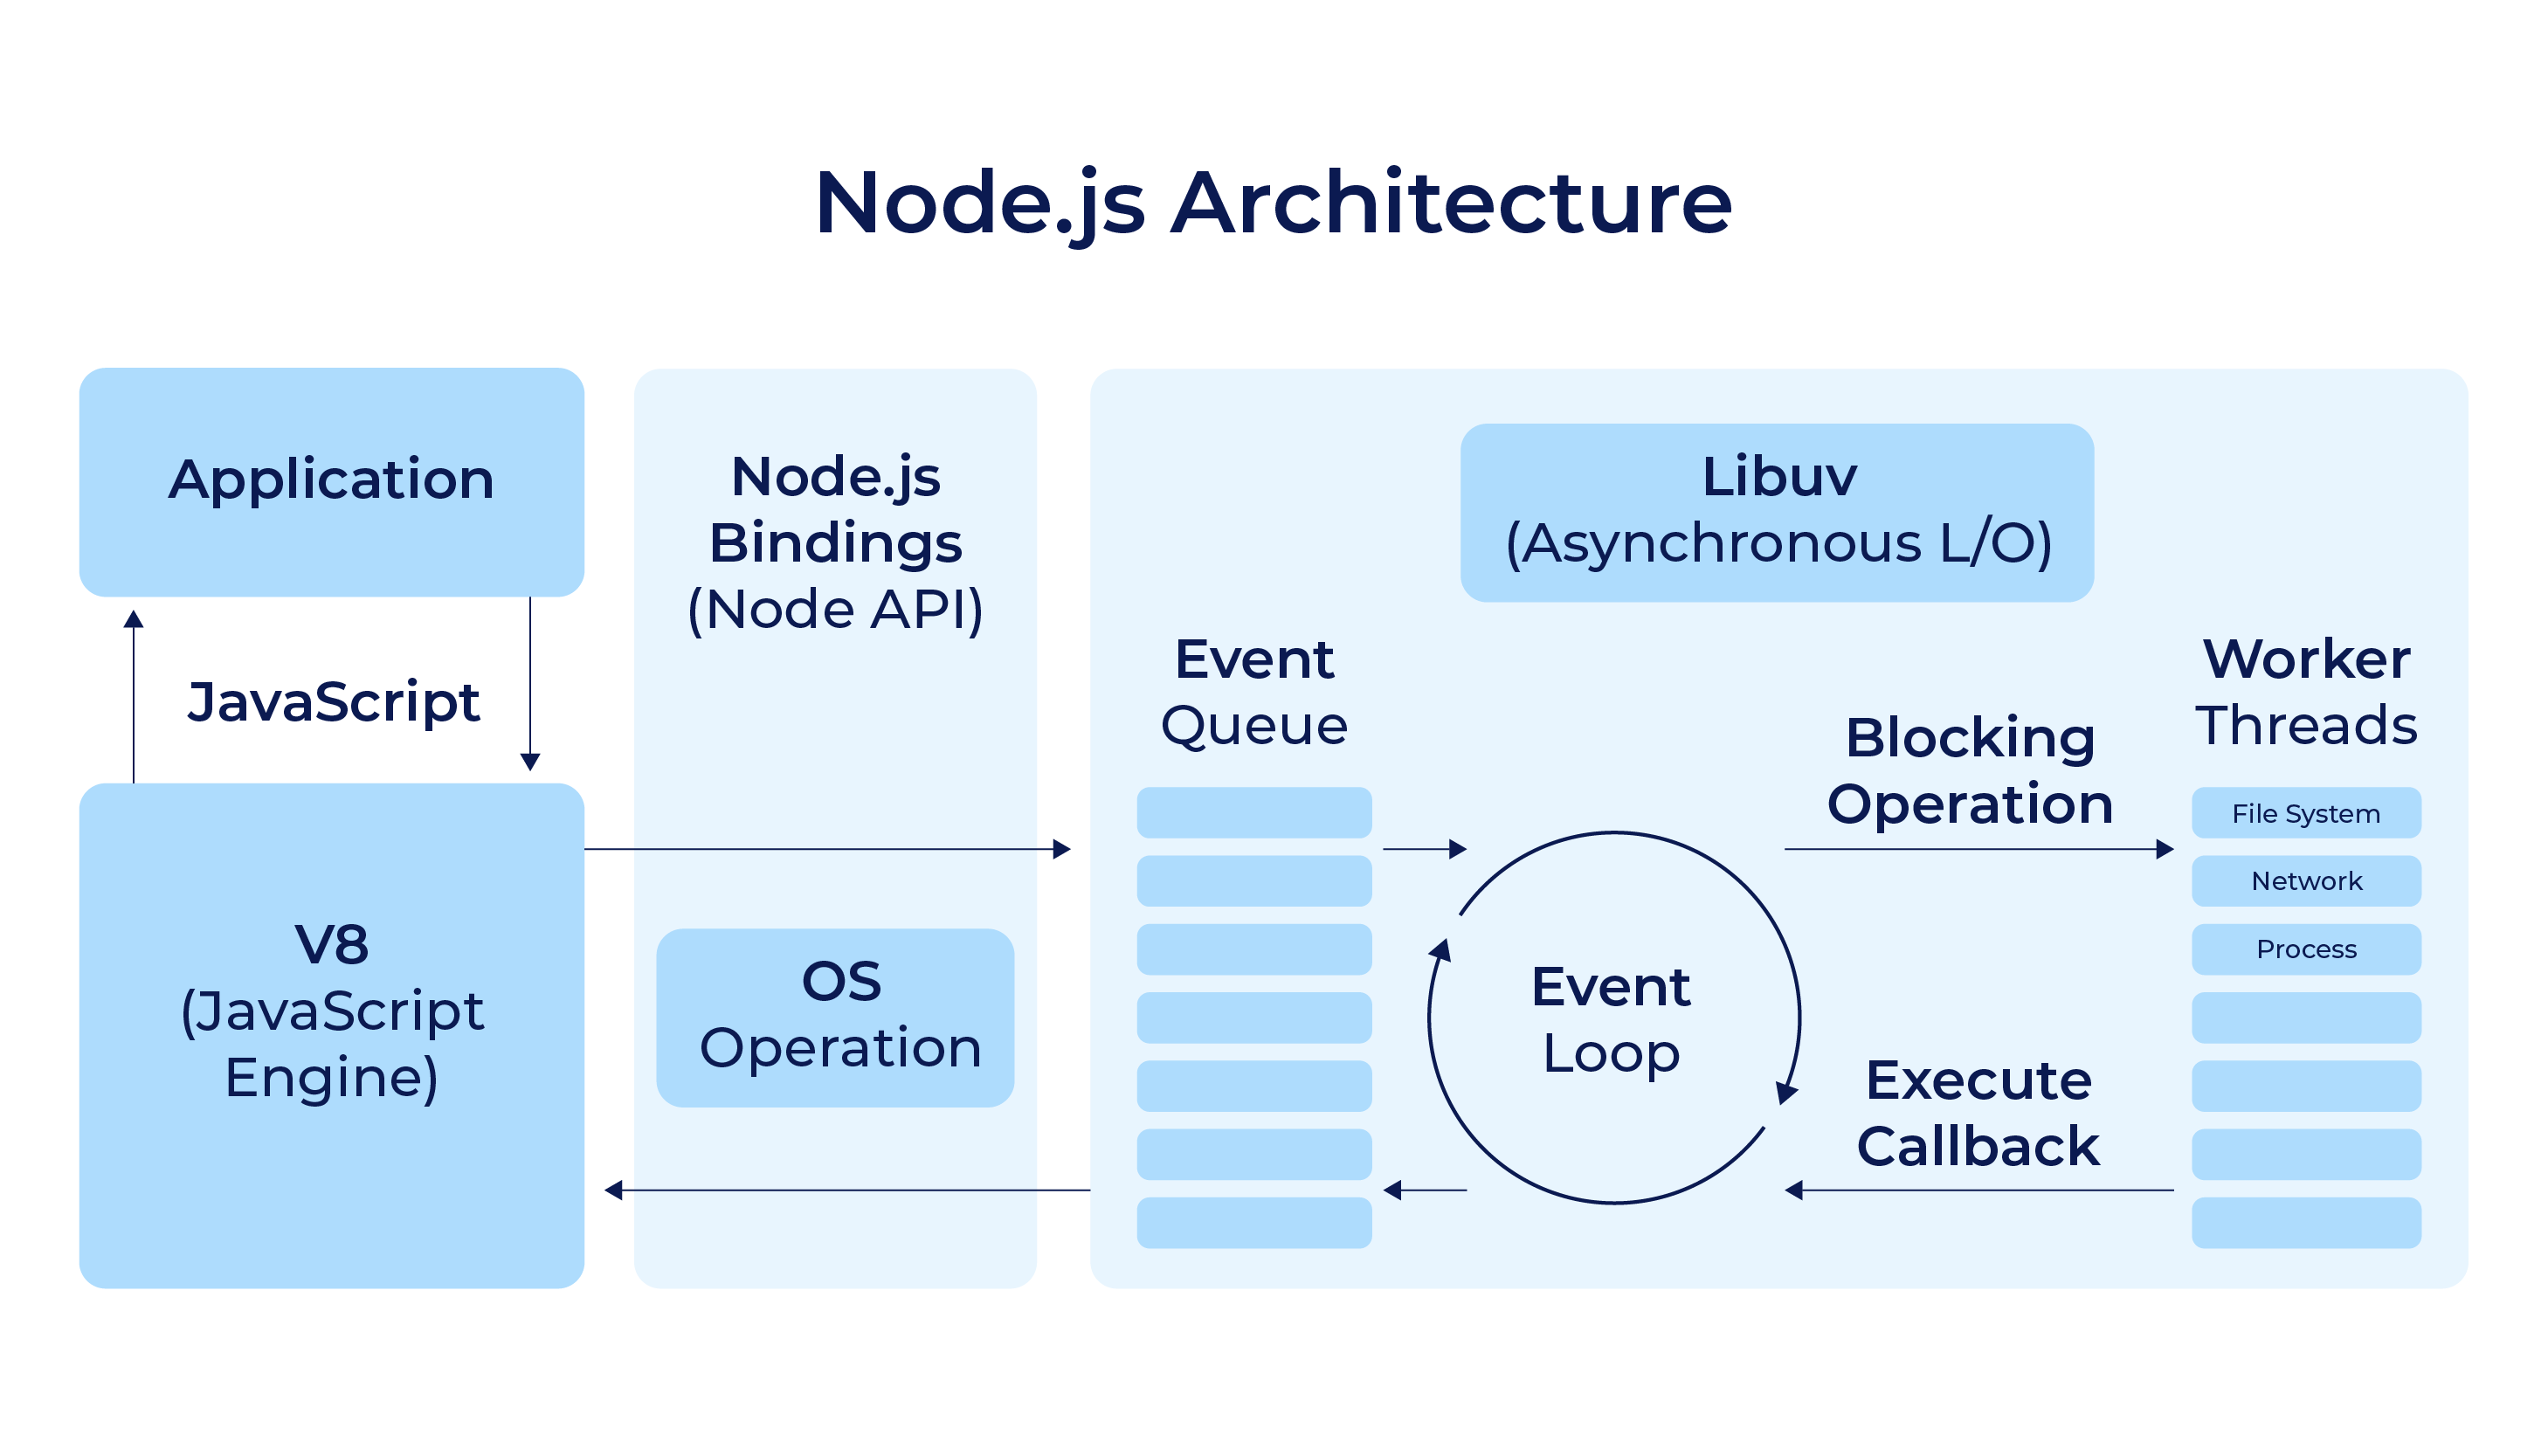 Node.js Architecture
Application
JavaScript
V8
(JavaScript
Engine)
Node.js
Bindings
(Node API)
OS
Operation
Libuv
(Asynchronous L/O)
Event
Queue
Event
Loop
Blocking
Operation
Execute
Callback
Worker
Threads
File System
Network
Process